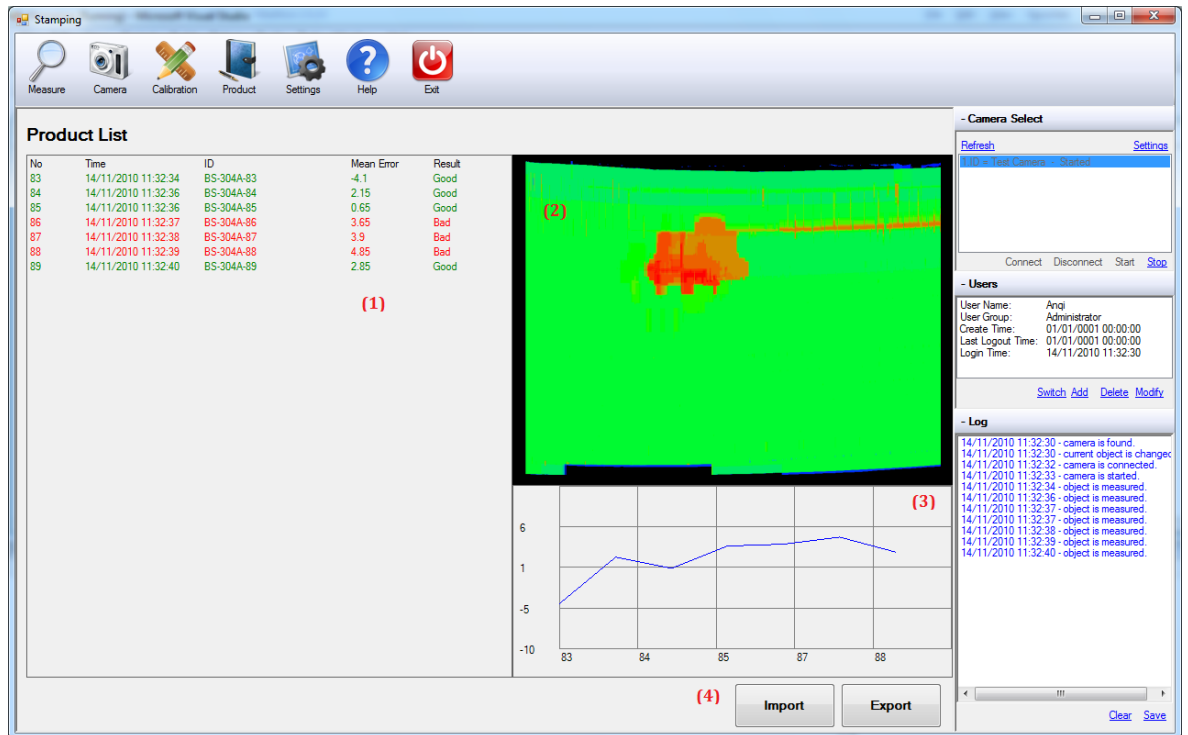 Stamping
Measure Camera Calibration Product Settings Help Exit
Product List
No Time ID Mean Error Result
83 14/11/2010 11:32:34 BS-304A-83 -4.1 Good
84 14/11/2010 11:32:36 BS-304A-84 2.15 Good
85 14/11/2010 11:32:36 BS-304A-85 0.65 Good
86 14/11/2010 11:32:37 BS-304A-86 3.65 Bad
87 14/11/2010 11:32:38 BS-304A-87 3.9 Bad
88 14/11/2010 11:32:39 BS-304A-88 4.85 Bad
89 14/11/2010 11:32:40 BS-304A-89 2.85 Good
(1)
(2)
(3)
6
1
-5
-10
83 84 85 87 88
(4) Import Export
- Camera Select
Refresh Settings
1 ID = Test Camera - Started
Connect Disconnect Start Stop
- Users
User Name: Anqi
User Group: Administrator
Create Time: 01/01/0001 00:00:00
Last Logout Time: 01/01/0001 00:00:00
Login Time: 14/11/2010 11:32:30
Switch Add Delete Modify
- Log
14/11/2010 11:32:30 - camera is found.
14/11/2010 11:32:30 - current object is changed
14/11/2010 11:32:32 - camera is connected.
14/11/2010 11:32:33 - camera is started.
14/11/2010 11:32:34 - object is measured.
14/11/2010 11:32:36 - object is measured.
14/11/2010 11:32:37 - object is measured.
14/11/2010 11:32:37 - object is measured.
14/11/2010 11:32:38 - object is measured.
14/11/2010 11:32:39 - object is measured.
14/11/2010 11:32:40 - object is measured.
Clear Save